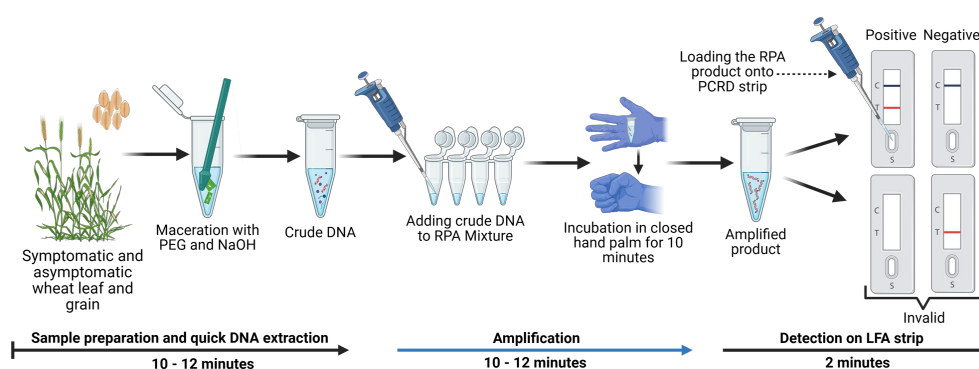 Positive Negative
Loading the RPA
product onto
PCRD strip
C
T
S
C
T
S
Symptomatic and
asymptomatic
wheat leaf and
grain
Maceration with
PEG and NaOH
Crude DNA
Adding crude DNA
to RPA Mixture
Incubation in closed
hand palm for 10
minutes
Amplified
product
C
T
S
C
T
S
Invalid
Sample preparation and quick DNA extraction
10 - 12 minutes
Amplification
10 - 12 minutes
Detection on LFA strip
2 minutes